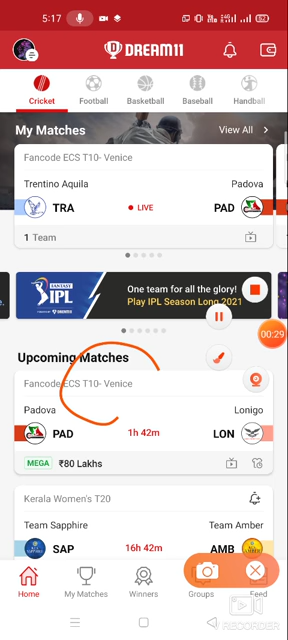 5:17
52
DREAM11
Cricket
Football
Basketball
Baseball
Handball
My Matches
View All
Fancode ECS T10- Venice
Trentino Aquila
Padova
TRA
LIVE
PAD
1 Team
FANTASY
IPL
BY DREAM11
One team for all the glory!
Play IPL Season Long 2021
00:29
Upcoming Matches
Fancode ECS T10- Venice
Padova
Lonigo
PAD
1h 42m
LON
MEGA
₹80 Lakhs
Kerala Women's T20
Team Sapphire
Team Amber
SAP
16h 42m
AMB
Home
My Matches
Winners
Groups
Feed
RECORDER